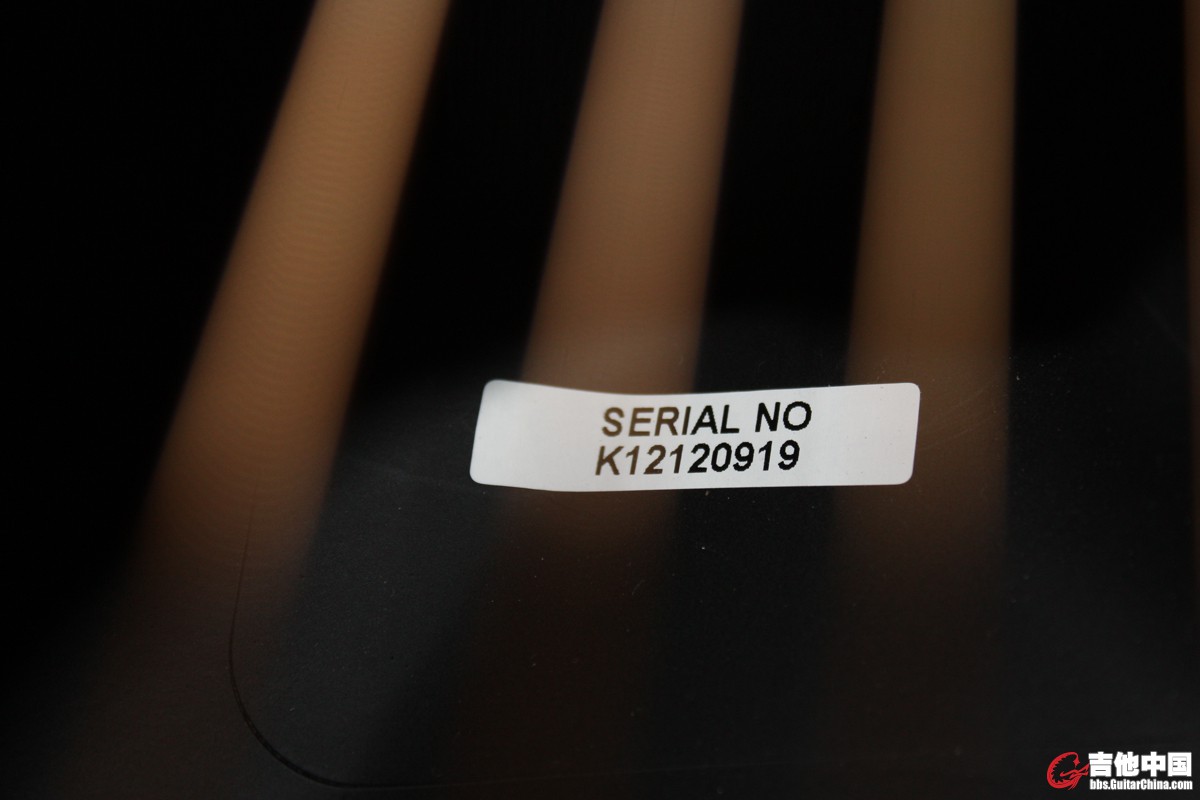 SERIAL NO
K12120919
吉他中国
bbs.GuitarChina.com